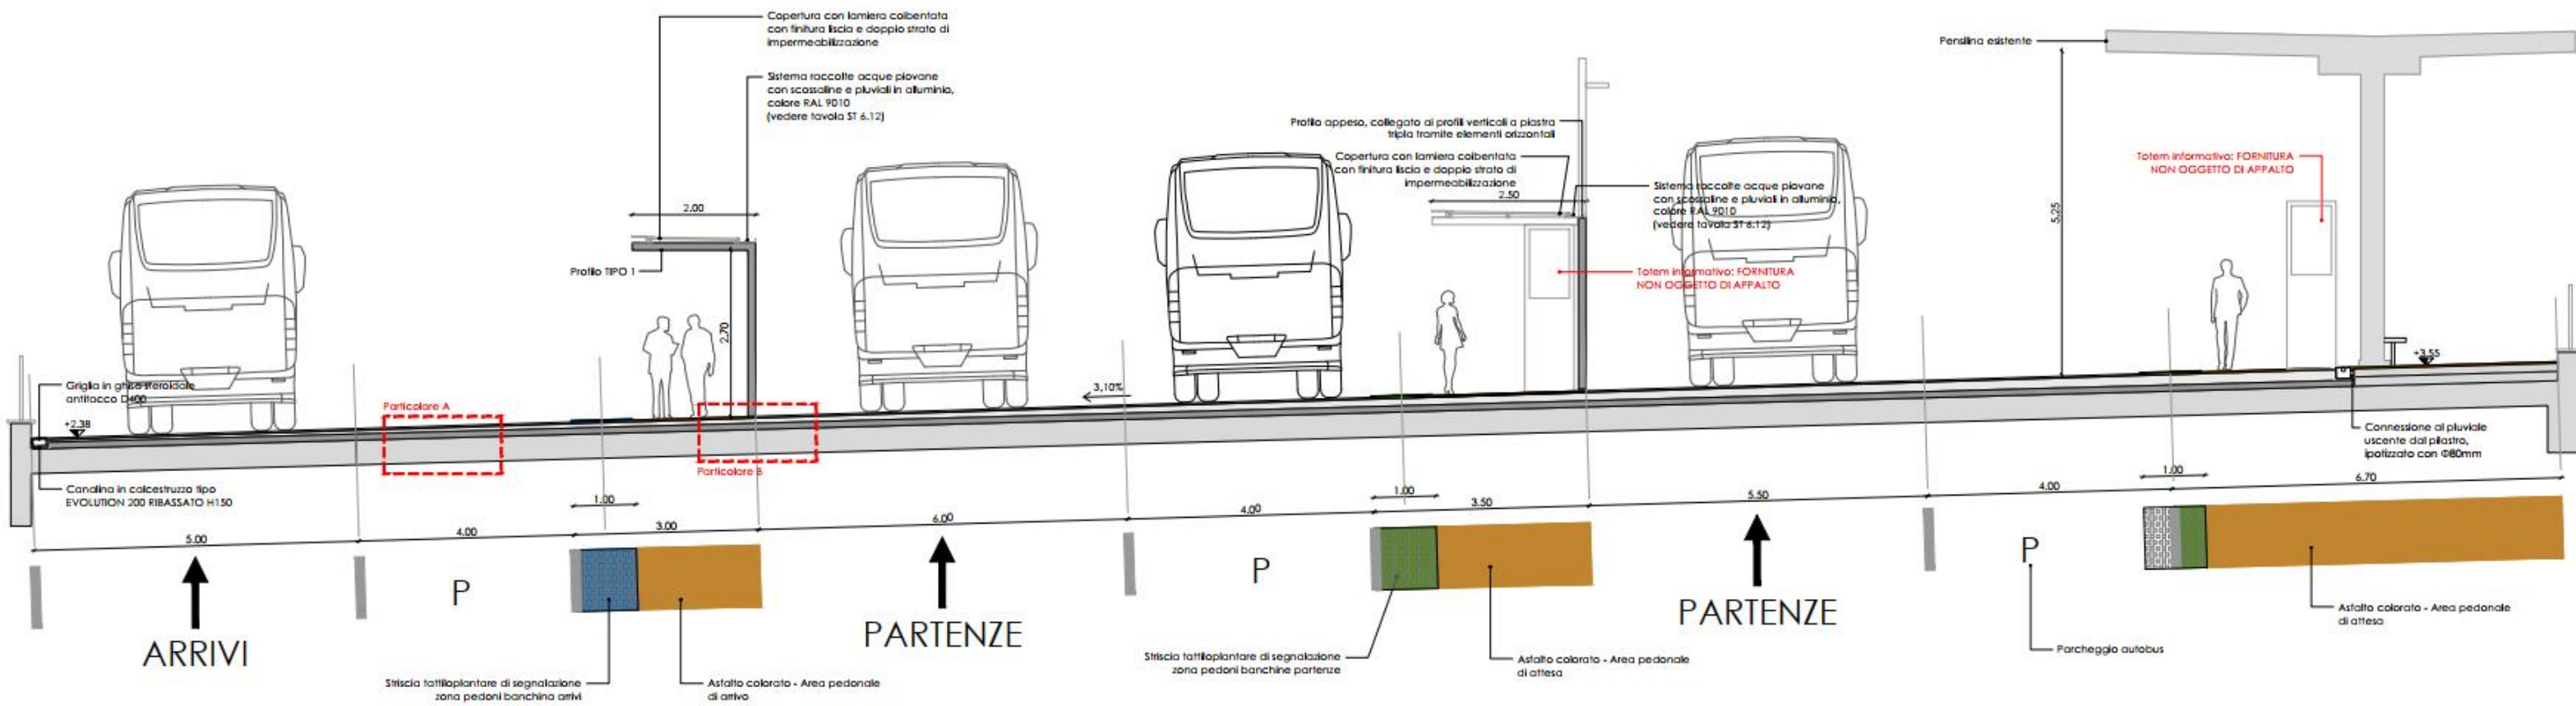 Copertura con lamiera coibentata
con finitura liscia e doppio strato di
impermeabilizzazione
Sistema raccolte acque piovane
con scossaline e pluviali in alluminio,
colore RAL 9010
(vedere tavola ST 6.12)
2.00
Profilo TIPO 1
2.70
Pensilina esistente
5.25
Profilo appeso, collegato ai profili verticali a piastra
tripla tramite elementi orizzontali
Copertura con lamiera coibentata
con finitura liscia e doppio strato di
impermeabilizzazione
2.50
Sistema raccolte acque piovane
con scossaline e pluviali in alluminio,
colore RAL 9010
(vedere tavola ST 6.12)
Totem informativo: FORNITURA
NON OGGETTO DI APPALTO
Totem informativo: FORNITURA
NON OGGETTO DI APPALTO
Griglia in ghisa sferoidale
antitacco D400
+2.38
Particolare A
Particolare B
3,10%
+3.55
Canalina in calcestruzzo tipo
EVOLUTION 200 RIBASSATO H150
Connessione al pluviale
uscente dal pilastro,
ipotizzato con Φ80mm
1.00
1.00
1.00
5.00
4.00
3.00
6.00
4.00
3.50
5.50
4.00
6.70
P
P
P
ARRIVI
PARTENZE
PARTENZE
Striscia tattiloplantare di segnalazione
zona pedoni banchina arrivi
Asfalto colorato - Area pedonale
di arrivo
Striscia tattiloplantare di segnalazione
zona pedoni banchine partenze
Asfalto colorato - Area pedonale
di attesa
Parcheggio autobus
Asfalto colorato - Area pedonale
di attesa